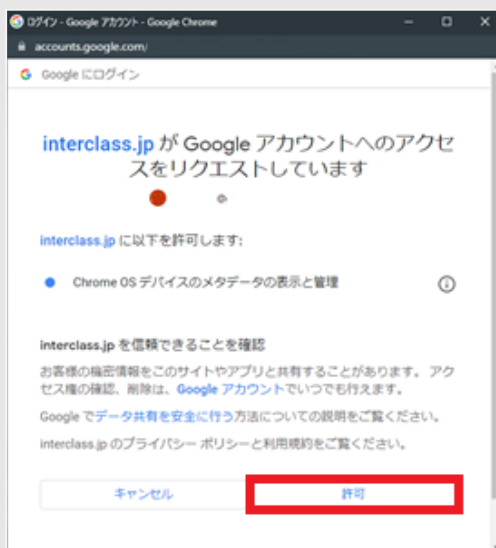 ログイン - Google アカウント - Google Chrome
accounts.google.com/
Google にログイン
interclass.jp が Google アカウントへのアクセ
スをリクエストしています
interclass.jp に以下を許可します:
Chrome OS デバイスのメタデータの表示と管理
interclass.jp を信頼できることを確認
お客様の機密情報をこのサイトやアプリと共有することがあります。 アク
セス権の確認、削除は、Google アカウントでいつでも行えます。
Google でデータ共有を安全に行う方法についての説明をご覧ください。
interclass.jp のプライバシー ポリシーと利用規約をご覧ください。
キャンセル
許可